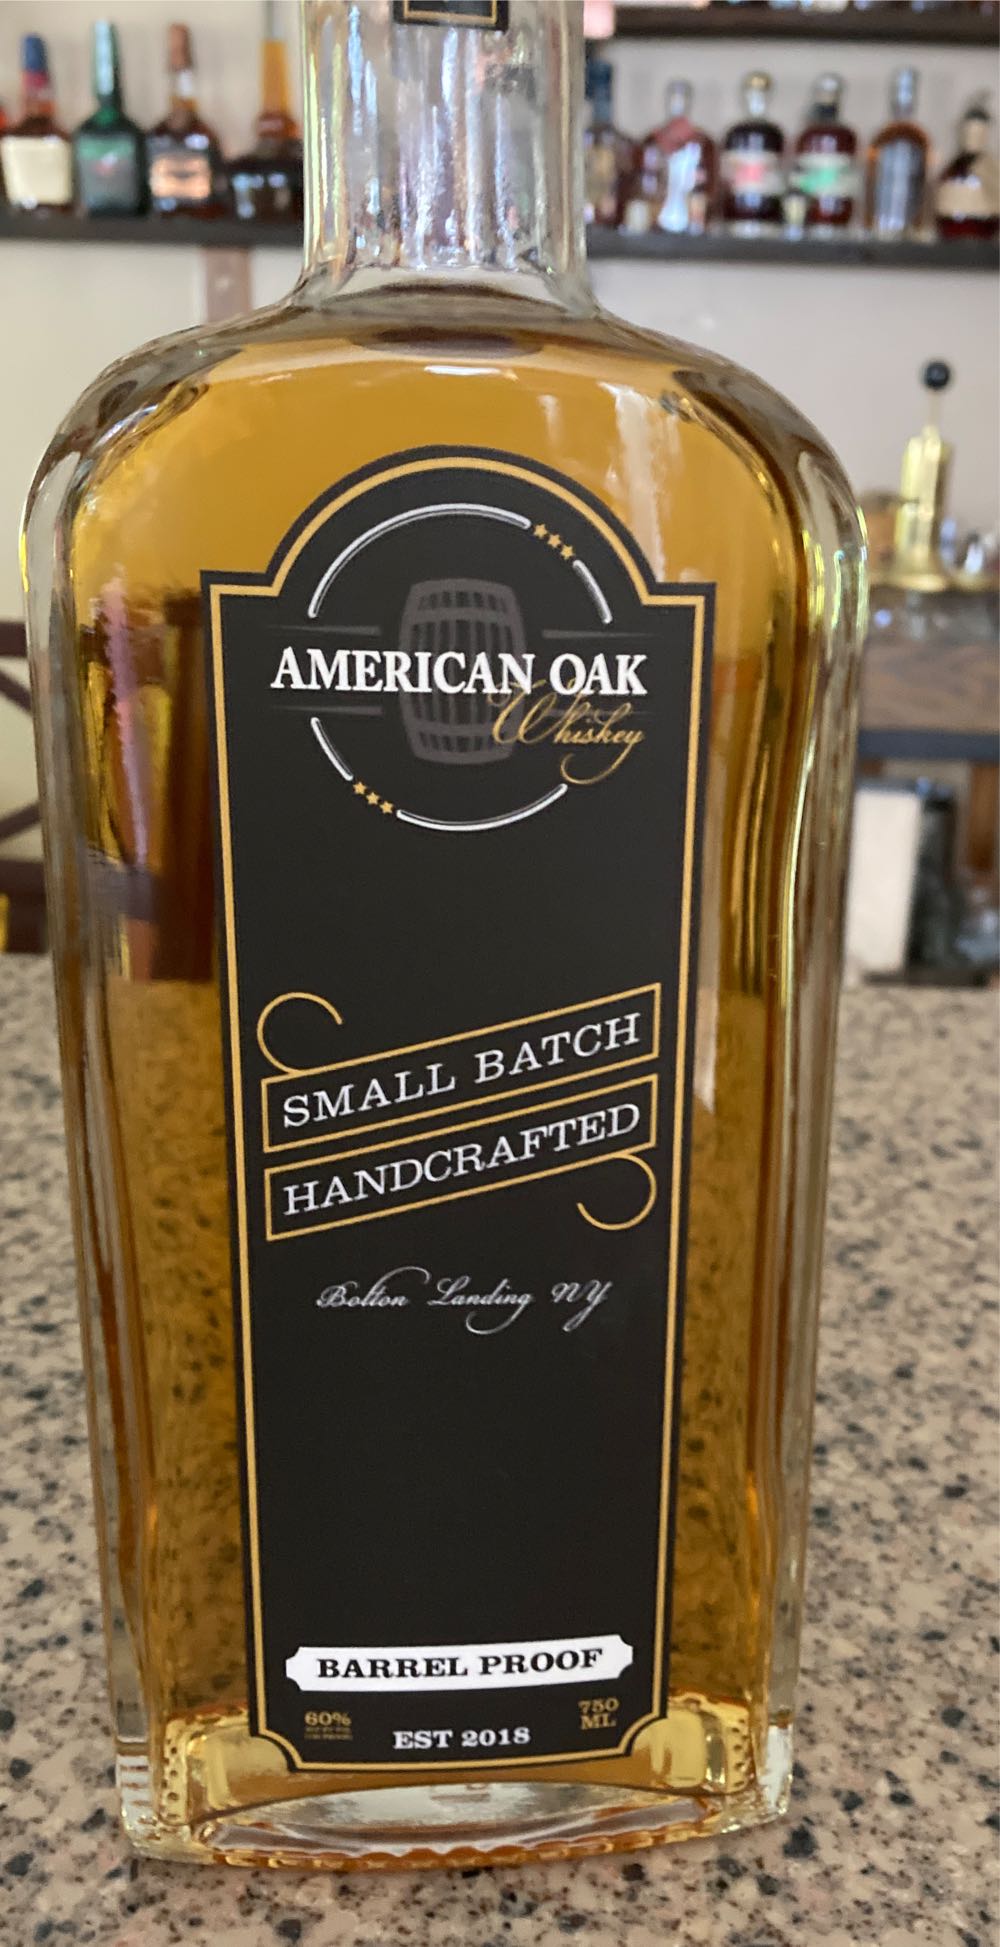 AMERICAN OAK
Whiskey
SMALL BATCH
HANDCRAFTED
Bolton Landing NY
BARREL PROOF
60%
750
ML
EST 2018